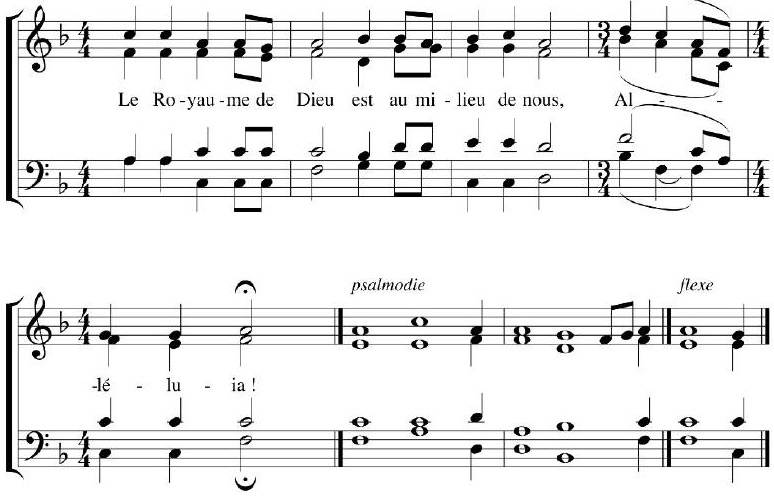 Le Ro - yau - me de Dieu est au mi - lieu de nous, Al - - -
psalmodie flexe
-lé - lu - ia !